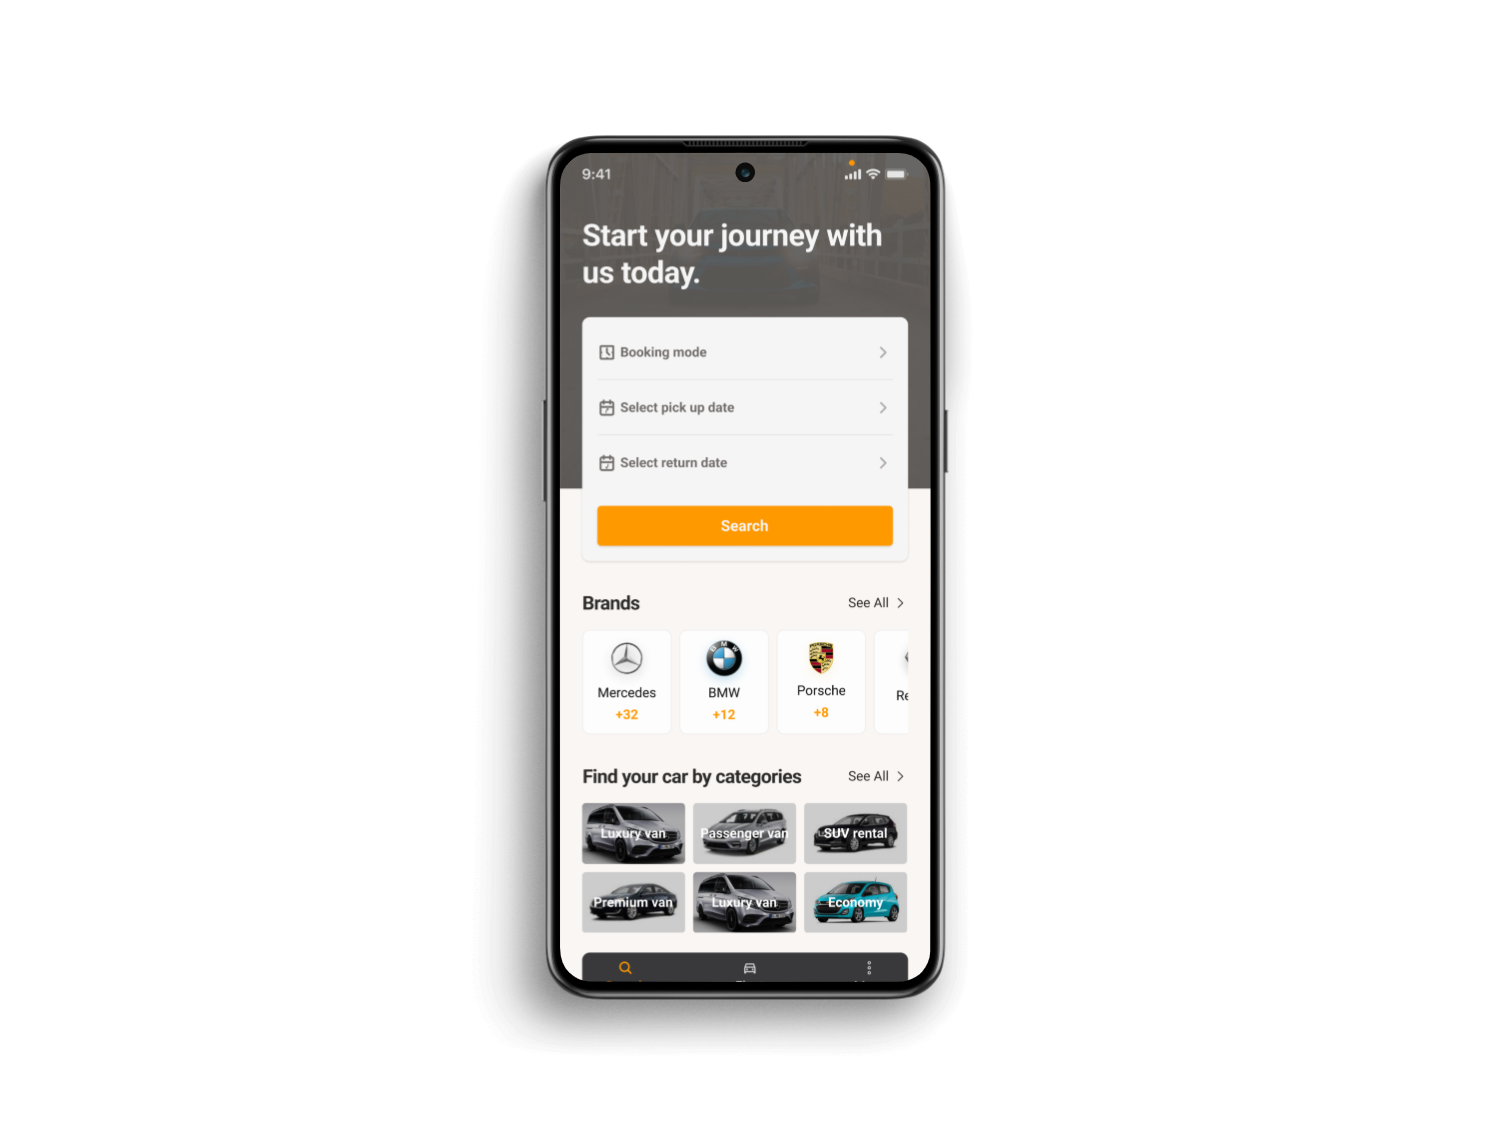 9:41
Start your journey with
us today.
Booking mode
Select pick up date
Select return date
Search
Brands
See All
Mercedes
BMW
Porsche
+32
+12
+8
Find your car by categories
See All
Luxury van
Passenger van
SUV rental
Premium van
Luxury van
Economy